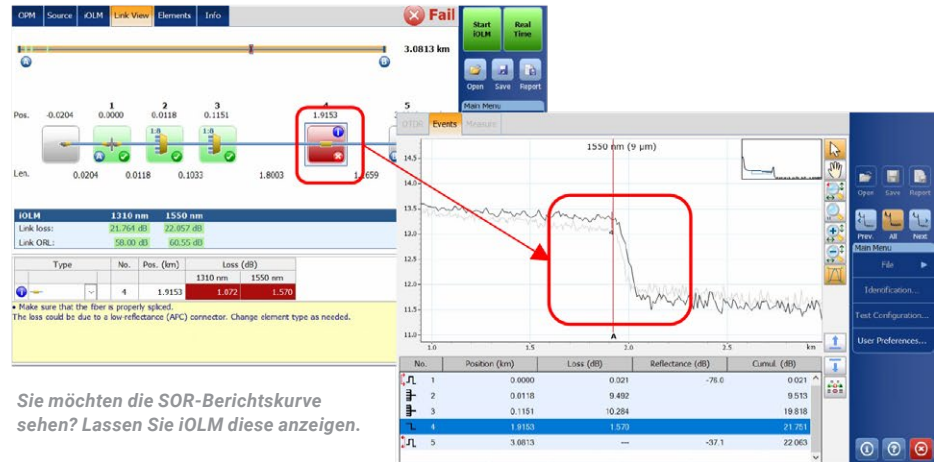 OPM Source iOLM Link View Elements Info
Fail
Start iOLM
Real Time
3.0813 km
A B
Open Save Report
Main Menu
1 2 3 4 5
Pos. -0.0204 0.0000 0.0118 0.1151 1.9153
1:8 1:8
A
Len. 0.0204 0.0118 0.1033 1.8003
iOLM 1310 nm 1550 nm
Link loss: 21.764 dB 22.057 dB
Link ORL: 58.00 dB 60.55 dB
Type No. Pos. (km) Loss (dB)
1310 nm 1550 nm
4 1.9153 1.872 1.570
• Make sure that the fiber is properly spliced.
The loss could be due to a low-reflectance (APC) connector. Change element type as needed.
Sie möchten die SOR-Berichtskurve
sehen? Lassen Sie iOLM diese anzeigen.
OTDR Events Measure
1550 nm (9 µm)
14.5
14.0
13.5
13.0
12.5
12.0
11.5
11.0
A
1.0 1.5 2.0 2.5 km
No. Position (km) Loss (dB) Reflectance (dB) Cumul. (dB)
1 0.0000 0.021 -76.0 0.021
2 0.0118 9.492 9.513
3 0.1151 10.284 19.818
4 1.9153 1.570 21.751
5 3.0813 --- -37.1 22.063
Open Save Report
Prev. All Next
Main Menu
File
Identification...
Test Configuration...
User Preferences...